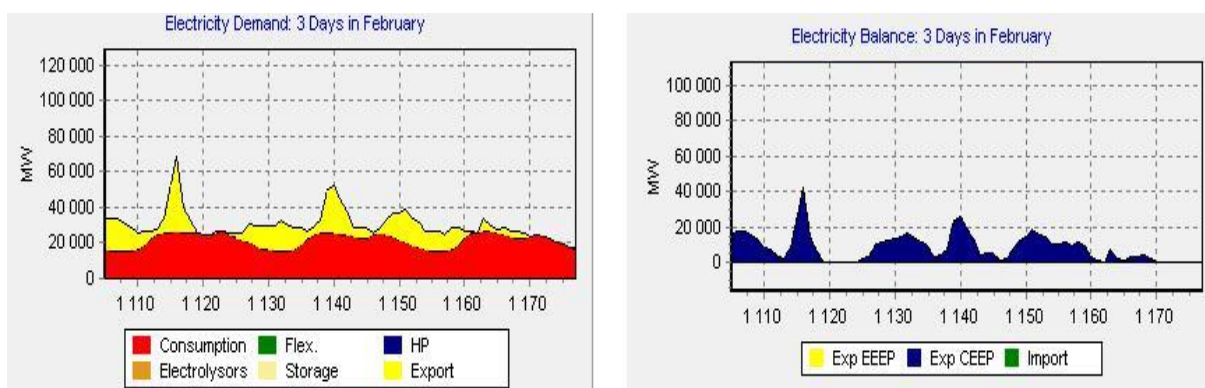 Electricity Demand: 3 Days in February
120 000
100 000
80 000
60 000
40 000
20 000
0
MW
1 110 1 120 1 130 1 140 1 150 1 160 1 170
Consumption Flex. HP
Electrolysors Storage Export
Electricity Balance: 3 Days in February
100 000
80 000
60 000
40 000
20 000
0
MW
1 110 1 120 1 130 1 140 1 150 1 160 1 170
Exp EEEP Exp CEEP Import